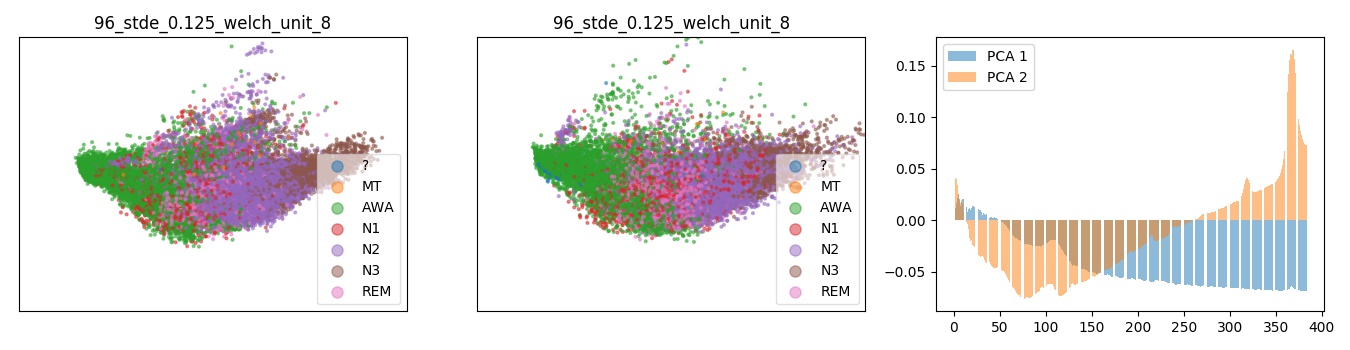 96_stde_0.125_welch_unit_8
?
MT
AWA
N1
N2
N3
REM
96_stde_0.125_welch_unit_8
?
MT
AWA
N1
N2
N3
REM
PCA 1
PCA 2
0.15
0.10
0.05
0.00
−0.05
0 50 100 150 200 250 300 350 400